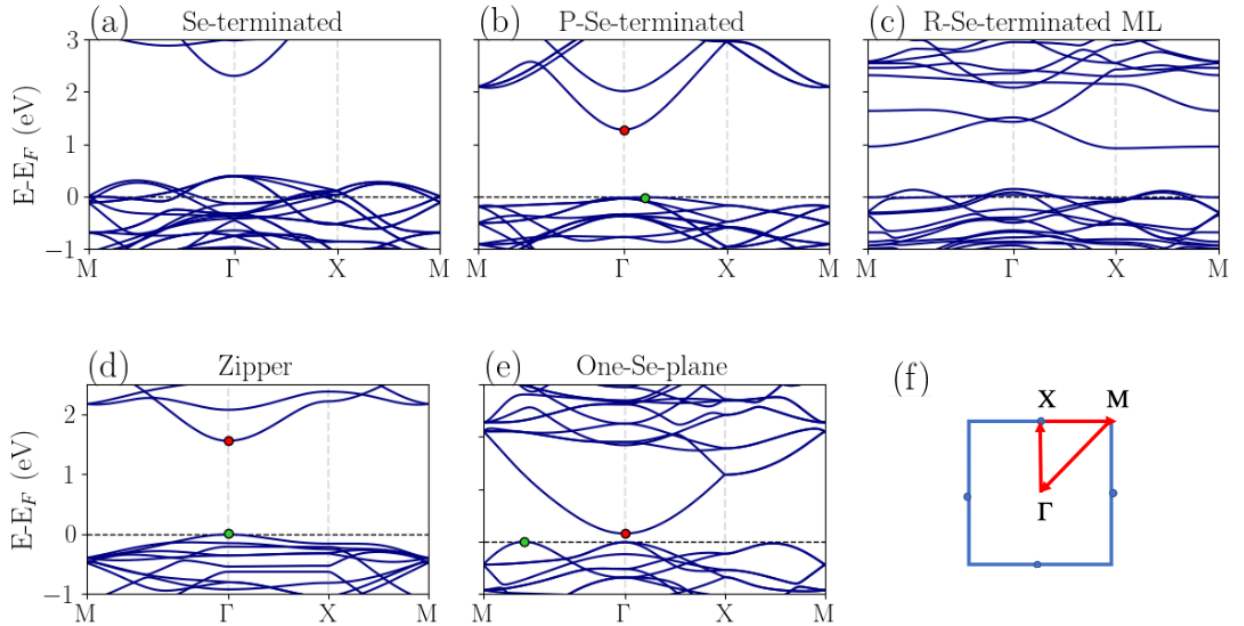 (a) Se-terminated
(b) P-Se-terminated
(c) R-Se-terminated ML
E-E_F (eV)
3
2
1
0
−1
M Γ X M
M Γ X M
M Γ X M
(d) Zipper
(e) One-Se-plane
(f)
E-E_F (eV)
2
1
0
−1
M Γ X M
M Γ X M
X M
Γ